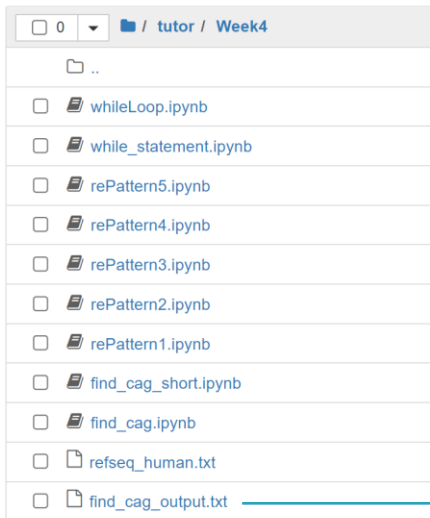 0 / tutor / Week4
..
whileLoop.ipynb
while_statement.ipynb
rePattern5.ipynb
rePattern4.ipynb
rePattern3.ipynb
rePattern2.ipynb
rePattern1.ipynb
find_cag_short.ipynb
find_cag.ipynb
refseq_human.txt
find_cag_output.txt